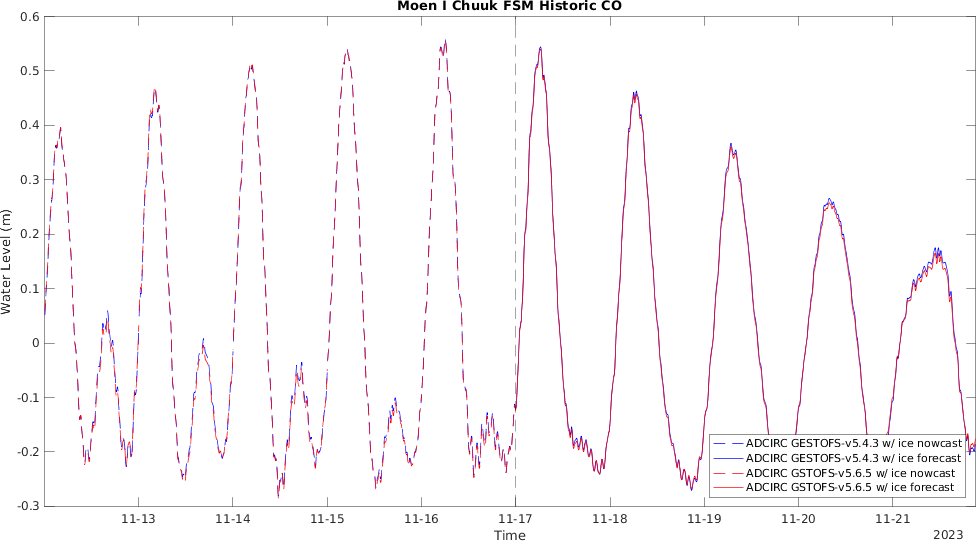 Moen I Chuuk FSM Historic CO
0.6
0.5
0.4
0.3
0.2
0.1
0
-0.1
-0.2
-0.3
Water Level (m)
ADCIRC GESTOFS-v5.4.3 w/ ice nowcast
ADCIRC GESTOFS-v5.4.3 w/ ice forecast
ADCIRC GSTOFS-v5.6.5 w/ ice nowcast
ADCIRC GSTOFS-v5.6.5 w/ ice forecast
11-13 11-14 11-15 11-16 11-17 11-18 11-19 11-20 11-21
Time
2023